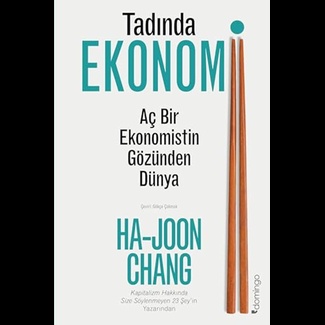 Tadında
EKONOMİ
Aç Bir
Ekonomistin
Gözünden
Dünya
HA-JOON
CHANG
Kapitalizm Hakkında
Size Söylenmeyen 23 Şey'in
Yazarından
domingo